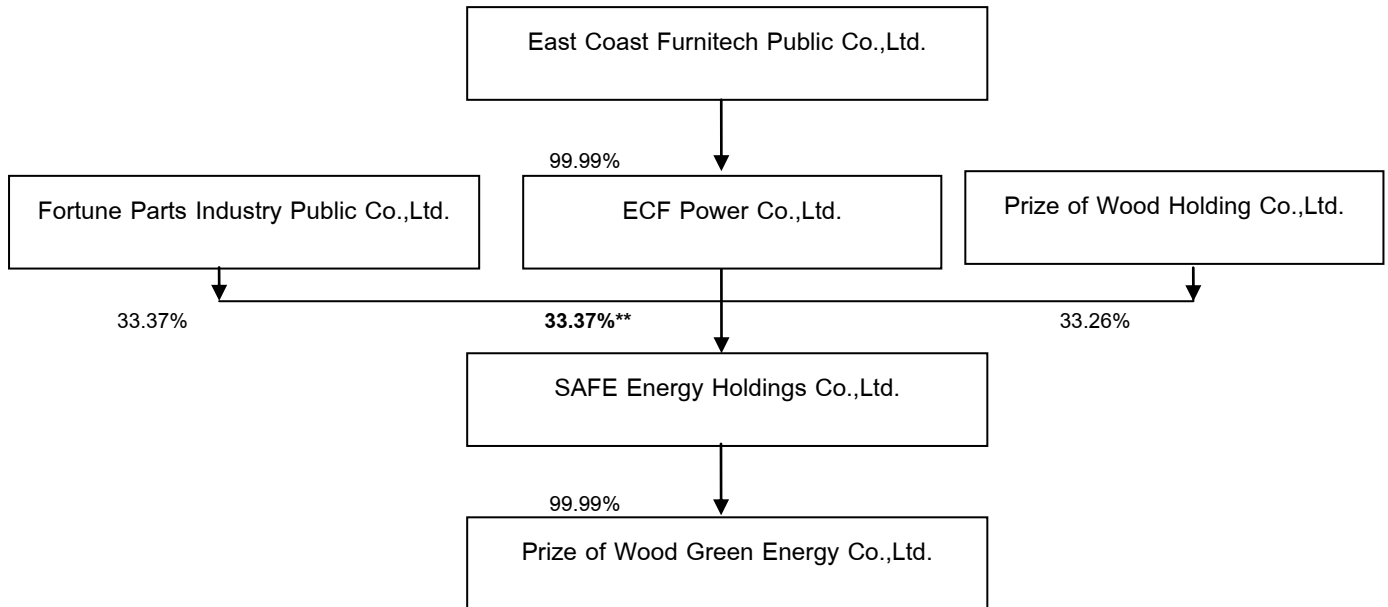 East Coast Furnitech Public Co.,Ltd.
99.99%
Fortune Parts Industry Public Co.,Ltd.
ECF Power Co.,Ltd.
Prize of Wood Holding Co.,Ltd.
33.37%
33.37%**
33.26%
SAFE Energy Holdings Co.,Ltd.
99.99%
Prize of Wood Green Energy Co.,Ltd.